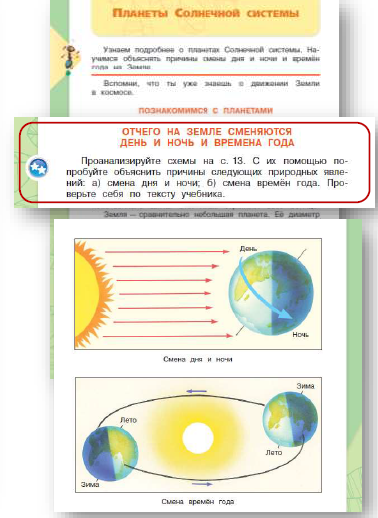 ПЛАНЕТЫ СОЛНЕЧНОЙ СИСТЕМЫ
Узнаем подробнее о планетах Солнечной системы. На-
учимся объяснять причины смены дня и ночи и времён
года на Земле.
Вспомни, что ты уже знаешь о движении Земли
в космосе.
ПОЗНАКОМИМСЯ С ПЛАНЕТАМИ
ОТЧЕГО НА ЗЕМЛЕ СМЕНЯЮТСЯ
ДЕНЬ И НОЧЬ И ВРЕМЕНА ГОДА
Проанализируйте схемы на с. 13. С их помощью по-
пробуйте объяснить причины следующих природных явле-
ний: а) смена дня и ночи; б) смена времён года. Про-
верьте себя по тексту учебника.
Земля — сравнительно небольшая планета. Её диаметр
День
Ночь
Смена дня и ночи
Зима
Лето
Лето
Зима
Смена времён года